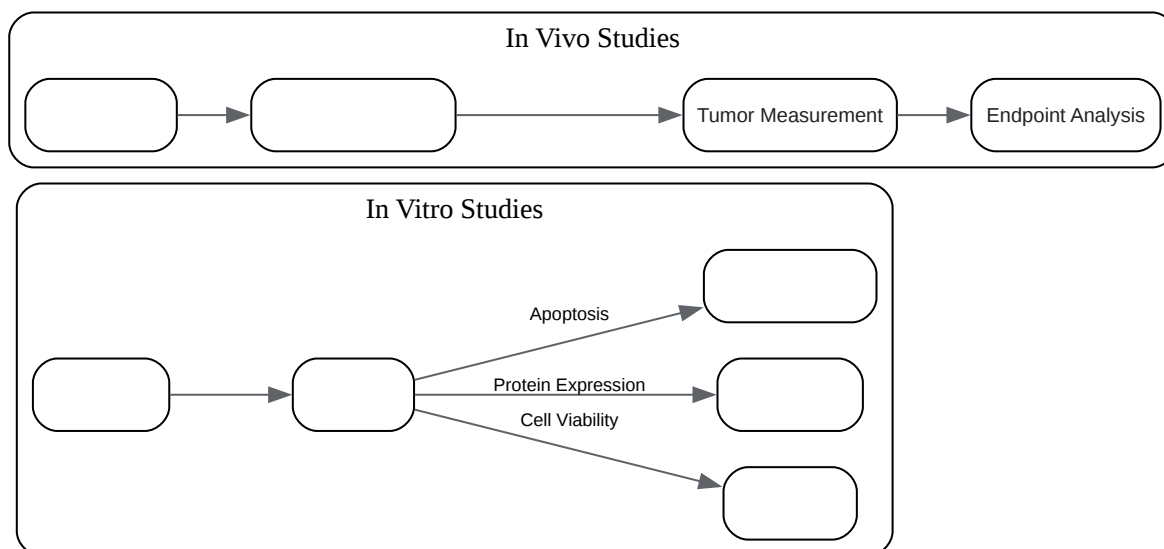 In Vivo Studies
Tumor Measurement
Endpoint Analysis
In Vitro Studies
Apoptosis
Protein Expression
Cell Viability